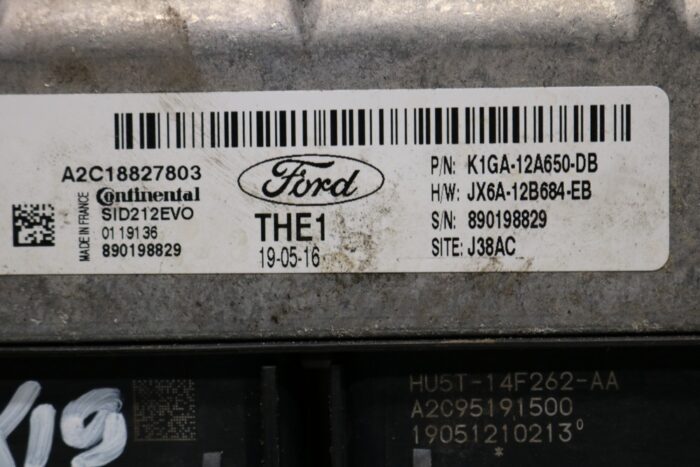 A2C18827803
Continental
SID212EVO
0119136
890198829
MADE IN FRANCE
Ford
THE1
19-05-16
P/N: K1GA-12A650-DB
H/W: JX6A-12B684-EB
S/N: 890198829
SITE: J38AC
HU5T-14F262-AA
A2C95191500
19051210213⁰
*